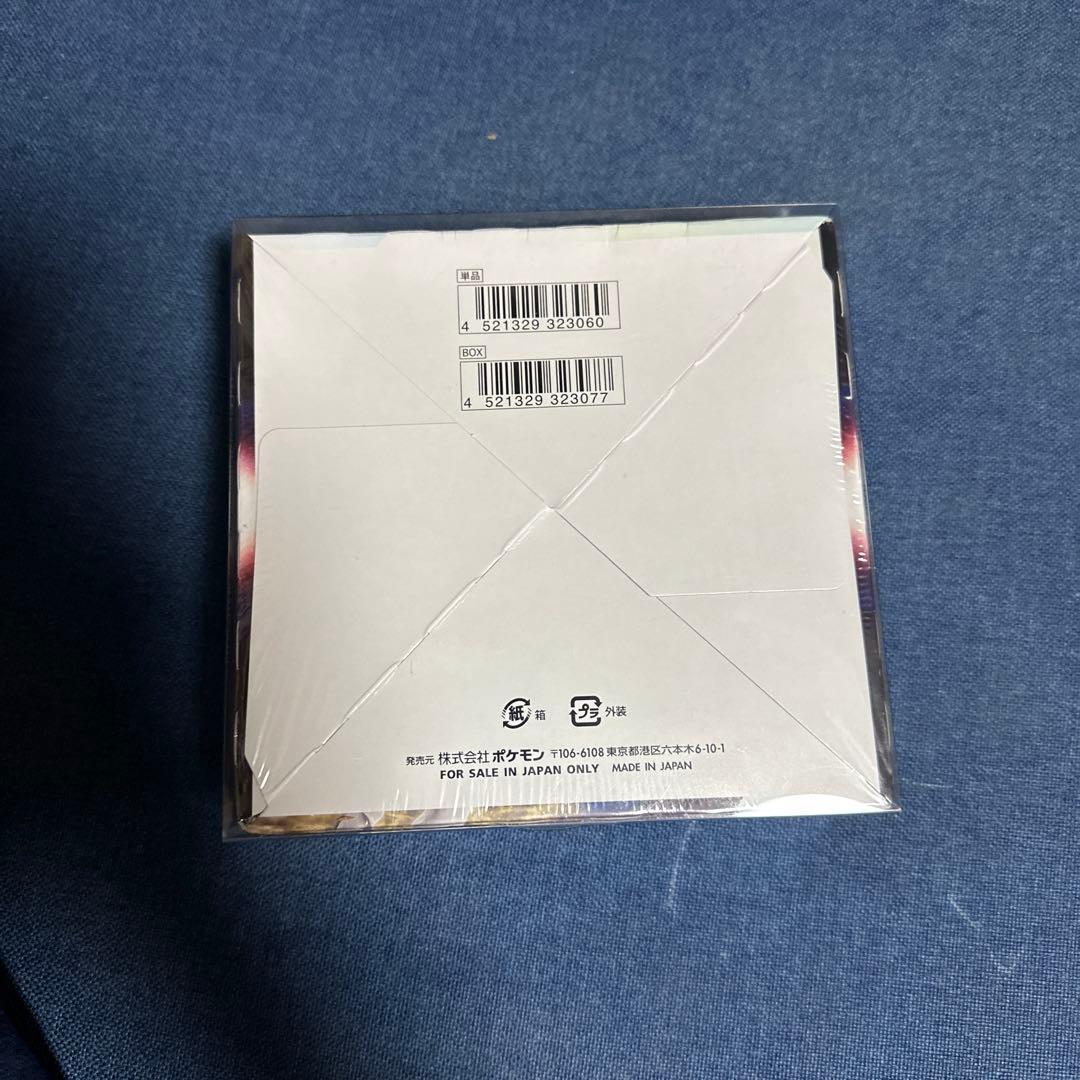 単品
4 521329 323060
BOX
4 521329 323077
紙 箱 プラ 外装
発売元 株式会社ポケモン 〒106-6108 東京都港区六本木6-10-1
FOR SALE IN JAPAN ONLY MADE IN JAPAN